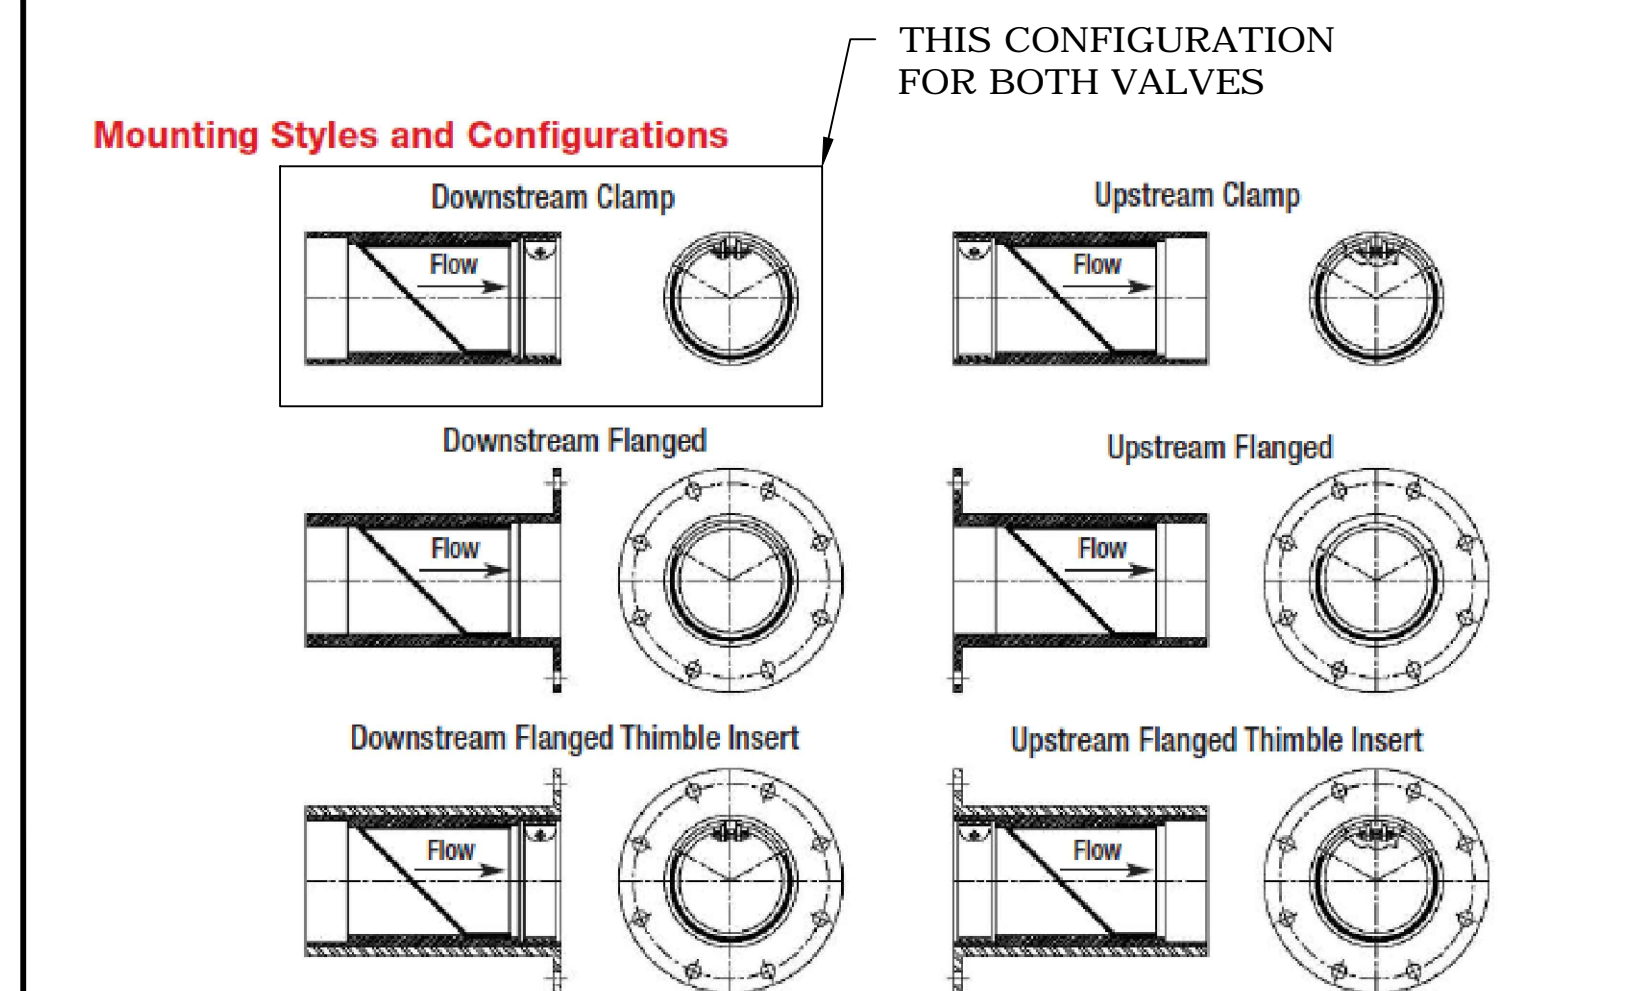 THIS CONFIGURATION
FOR BOTH VALVES
Mounting Styles and Configurations
Downstream Clamp
Upstream Clamp
Flow
Flow
Downstream Flanged
Upstream Flanged
Flow
Flow
Downstream Flanged Thimble Insert
Upstream Flanged Thimble Insert
Flow
Flow